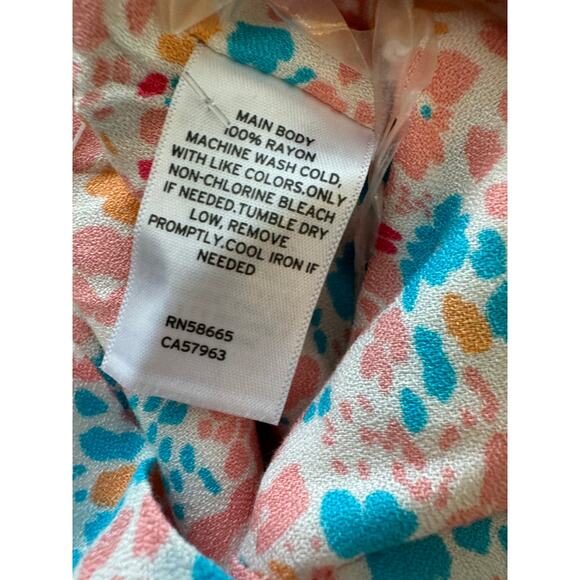 MAIN BODY
100% RAYON
MACHINE WASH COLD,
WITH LIKE COLORS.ONLY
NON-CHLORINE BLEACH
IF NEEDED.TUMBLE DRY
LOW, REMOVE
PROMPTLY.COOL IRON IF
NEEDED
RN58665
CA57963